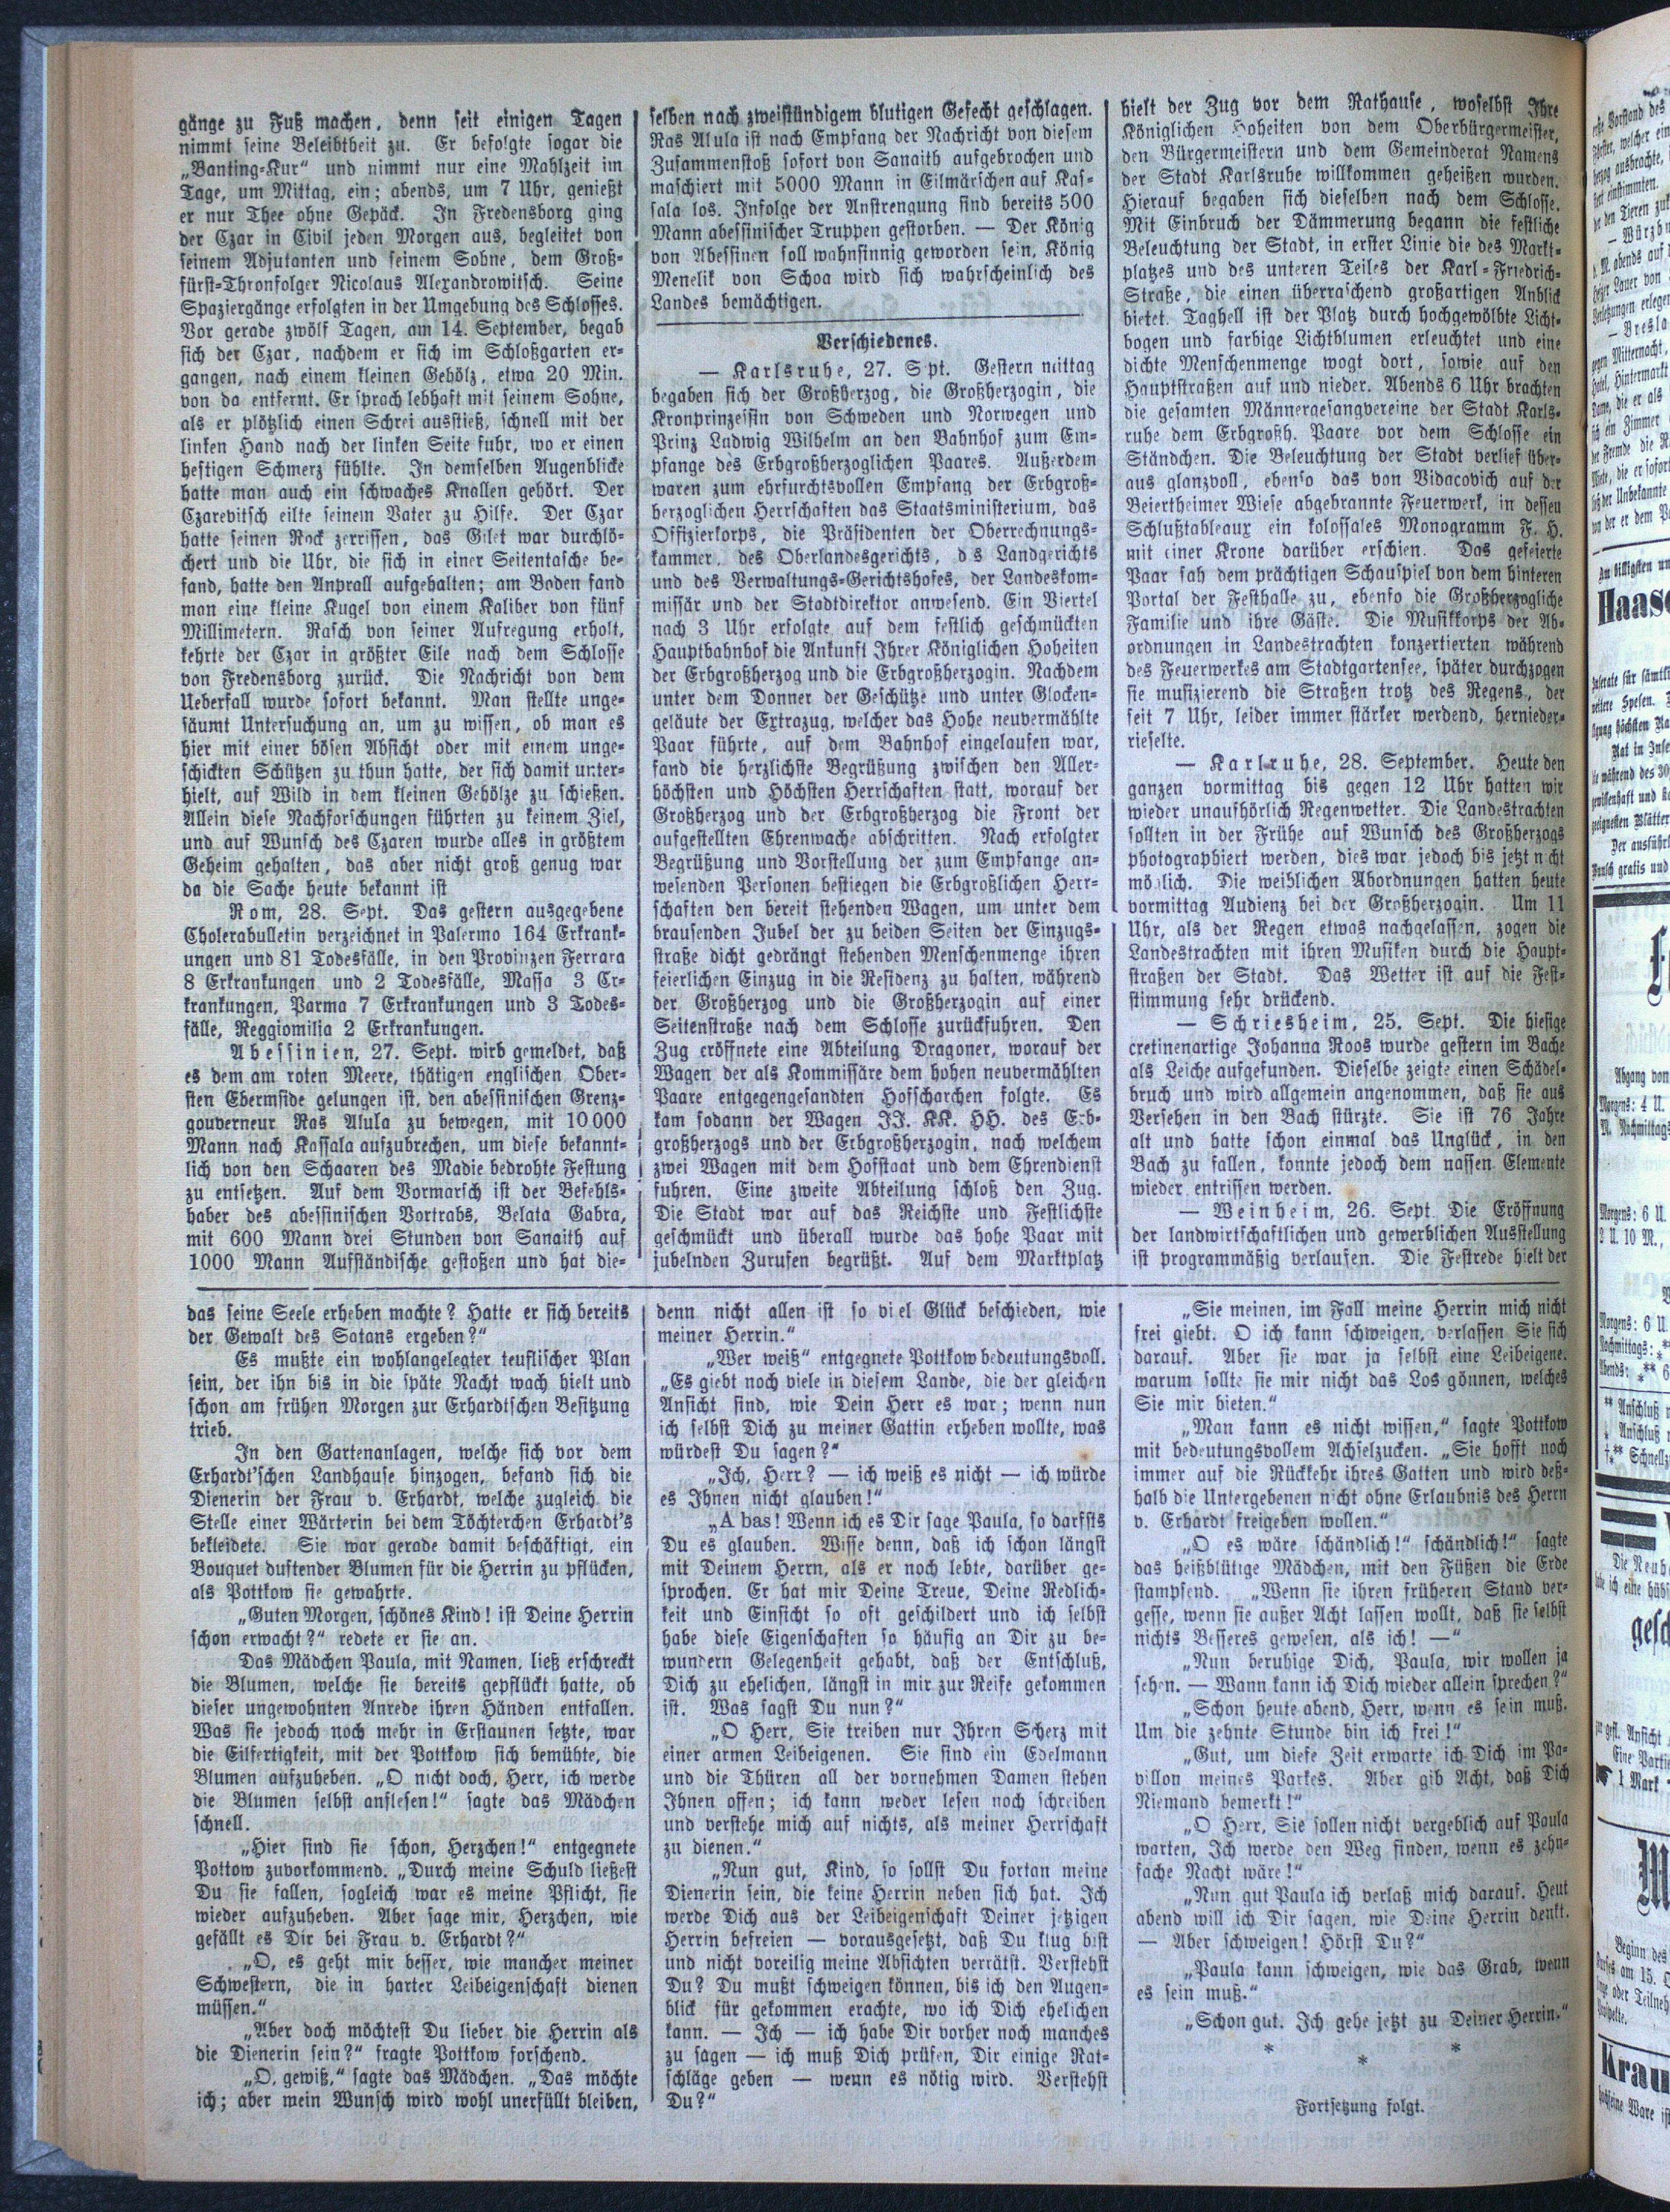 gänge zu Fuß machen, denn seit einigen Tagen
nimmt seine Beleibtheit zu. Er befolgte sogar die
„Banting-Kur“ und nimmt nur eine Mahlzeit im
Tage, um Mittag, ein; abends, um 7 Uhr, genießt
er nur Thee ohne Gepäck. In Fredensborg ging
der Czar in Civil jeden Morgen aus, begleitet von
seinem Adjutanten und seinem Sohne, dem Groß-
fürst-Thronfolger Nicolaus Alexandrowitsch. Seine
Spaziergänge erfolgten in der Umgebung des Schlosses.
Vor gerade zwölf Tagen, am 14. September, begab
sich der Czar, nachdem er sich im Schloßgarten er-
gangen, nach einem kleinen Gehölz, etwa 20 Min.
von da entfernt. Er sprach lebhaft mit seinem Sohne,
als er plötzlich einen Schrei ausstieß, schnell mit der
linken Hand nach der linken Seite fuhr, wo er einen
heftigen Schmerz fühlte. In demselben Augenblicke
hatte man auch ein schwaches Knallen gehört. Der
Czarevitsch eilte seinem Vater zu Hilfe. Der Czar
hatte seinen Rock zerrissen, das Gilet war durchlö-
chert und die Uhr, die sich in einer Seitentasche be-
fand, hatte den Anprall aufgehalten; am Boden fand
man eine kleine Kugel von einem Kaliber von fünf
Millimetern. Rasch von seiner Aufregung erholt,
kehrte der Czar in größter Eile nach dem Schlosse
von Fredensborg zurück. Die Nachricht von dem
Ueberfall wurde sofort bekannt. Man stellte unge-
säumt Untersuchung an, um zu wissen, ob man es
hier mit einer bösen Absicht oder mit einem unge-
schickten Schützen zu thun hatte, der sich damit unter-
hielt, auf Wild in dem kleinen Gehölze zu schießen.
Allein diese Nachforschungen führten zu keinem Ziel,
und auf Wunsch des Czaren wurde alles in größtem
Geheim gehalten, das aber nicht groß genug war
da die Sache heute bekannt ist
Rom, 28. Sept. Das gestern ausgegebene
Cholerabulletin verzeichnet in Palermo 164 Erkrank-
ungen und 81 Todesfälle, in den Provinzen Ferrara
8 Erkrankungen und 2 Todesfälle, Massa 3 Er-
krankungen, Parma 7 Erkrankungen und 3 Todes-
fälle, Reggiomilia 2 Erkrankungen.
Abessinien, 27. Sept. wird gemeldet, daß
es dem am roten Meere, thätigen englischen Ober-
sten Ebermside gelungen ist, den abessinischen Grenz-
gouverneur Ras Alula zu bewegen, mit 10000
Mann nach Kassala aufzubrechen, um diese bekannt-
lich von den Schaaren des Madie bedrohte Festung
zu entsetzen. Auf dem Vormarsch ist der Befehls-
haber des abessinischen Vortrabs, Belata Gabra,
mit 600 Mann drei Stunden von Sanaith auf
1000 Mann Aufständische gestoßen und hat die-
selben nach zweistündigem blutigen Gefecht geschlagen.
Ras Alula ist nach Empfang der Nachricht von diesem
Zusammenstoß sofort von Sanaith aufgebrochen und
maschiert mit 5000 Mann in Eilmärschen auf Kas-
sala los. Infolge der Anstrengung sind bereits 500
Mann abessinischer Truppen gestorben. — Der König
von Abessinen soll wahnsinnig geworden sein, König
Menelik von Schoa wird sich wahrscheinlich des
Landes bemächtigen.
Verschiedenes.
— Karlsruhe, 27. S pt. Gestern mittag
begaben sich der Großherzog, die Großherzogin, die
Kronprinzessin von Schweden und Norwegen und
Prinz Ludwig Wilhelm an den Bahnhof zum Em-
pfange des Erbgroßherzoglichen Paares. Außerdem
waren zum ehrfurchtsvollen Empfang der Erbgroß-
herzoglichen Herrschaften das Staatsministerium, das
Offizierkorps, die Präsidenten der Oberrechnungs-
kammer, des Oberlandesgerichts, d s Landgerichts
und des Verwaltungs-Gerichtshofes, der Landeskom-
missär und der Stadtdirektor anwesend. Ein Viertel
nach 3 Uhr erfolgte auf dem festlich geschmückten
Hauptbahnhof die Ankunft Ihrer Königlichen Hoheiten
der Erbgroßherzog und die Erbgroßherzogin. Nachdem
unter dem Donner der Geschütze und unter Glocken-
geläute der Extrazug, welcher das Hohe neuvermählte
Paar führte, auf dem Bahnhof eingelaufen war,
fand die herzlichste Begrüßung zwischen den Aller-
höchsten und Höchsten Herrschaften statt, worauf der
Großherzog und der Erbgroßherzog die Front der
aufgestellten Ehrenwache abschritten. Nach erfolgter
Begrüßung und Vorstellung der zum Empfange an-
wesenden Personen bestiegen die Erbgroßlichen Herr-
schaften den bereit stehenden Wagen, um unter dem
brausenden Jubel der zu beiden Seiten der Einzugs-
straße dicht gedrängt stehenden Menschenmenge ihren
feierlichen Einzug in die Residenz zu halten, während
der Großherzog und die Großherzogin auf einer
Seitenstraße nach dem Schlosse zurückfuhren. Den
Zug eröffnete eine Abteilung Dragoner, worauf der
Wagen der als Kommissäre dem hohen neuvermählten
Paare entgegengesandten Hofscharchen folgte. Es
kam sodann der Wagen JJ. KK. HH. des Erb-
großherzogs und der Erbgroßherzogin, nach welchem
zwei Wagen mit dem Hofstaat und dem Ehrendienst
fuhren. Eine zweite Abteilung schloß den Zug.
Die Stadt war auf das Reichste und Festlichste
geschmückt und überall wurde das hohe Paar mit
jubelnden Zurufen begrüßt. Auf dem Marktplatz
hielt der Zug vor dem Rathause, woselbst Ihre
Königlichen Hoheiten von dem Oberbürgermeister,
den Bürgermeistern und dem Gemeinderat Namens
der Stadt Karlsruhe willkommen geheißen wurden.
Hierauf begaben sich dieselben nach dem Schlosse.
Mit Einbruch der Dämmerung begann die festliche
Beleuchtung der Stadt, in erster Linie die des Markt-
platzes und des unteren Teiles der Karl-Friedrich-
Straße, die einen überraschend großartigen Anblick
bietet. Taghell ist der Platz durch hochgewölbte Licht-
bogen und farbige Lichtblumen erleuchtet und eine
dichte Menschenmenge wogt dort, sowie auf den
Hauptstraßen auf und nieder. Abends 6 Uhr brachten
die gesamten Männergesangvereine der Stadt Karls-
ruhe dem Erbgroßh. Paare vor dem Schlosse ein
Ständchen. Die Beleuchtung der Stadt verlief über-
aus glanzvoll, ebenso das von Vidacovich auf der
Beiertheimer Wiese abgebrannte Feuerwerk, in dessen
Schlußtableaux ein kolossales Monogramm F. H.
mit einer Krone darüber erschien. Das gefeierte
Paar sah dem prächtigen Schauspiel von dem hinteren
Portal der Festhalle zu, ebenso die Großherzogliche
Familie und ihre Gäste. Die Musikkorps der Ab-
ordnungen in Landestrachten konzertierten während
des Feuerwerkes am Stadtgartensee, später durchzogen
sie musizierend die Straßen trotz des Regens, der
seit 7 Uhr, leider immer stärker werdend, hernieder-
rieselte.
— Karlsruhe, 28. September. Heute den
ganzen vormittag bis gegen 12 Uhr hatten wir
wieder unaufhörlich Regenwetter. Die Landestrachten
sollten in der Frühe auf Wunsch des Großherzogs
photographiert werden, dies war jedoch bis jetzt n cht
möglich. Die weiblichen Abordnungen hatten heute
vormittag Audienz bei der Großherzogin. Um 11
Uhr, als der Regen etwas nachgelassen, zogen die
Landestrachten mit ihren Musiken durch die Haupt-
straßen der Stadt. Das Wetter ist auf die Fest-
stimmung sehr drückend.
— Schriesheim, 25. Sept. Die hiesige
cretinenartige Johanna Roos wurde gestern im Bache
als Leiche aufgefunden. Dieselbe zeigte einen Schädel-
bruch und wird allgemein angenommen, daß sie aus
Versehen in den Bach stürzte. Sie ist 76 Jahre
alt und hatte schon einmal das Unglück, in den
Bach zu fallen, konnte jedoch dem nassen Elemente
wieder entrissen werden.
— Weinheim, 26. Sept. Die Eröffnung
der landwirtschaftlichen und gewerblichen Ausstellung
ist programmäßig verlaufen. Die Festrede hielt der
das seine Seele erheben machte? Hatte er sich bereits
der Gewalt des Satans ergeben?“
Es mußte ein wohlangelegter teuflischer Plan
sein, der ihn bis in die späte Nacht wach hielt und
schon am frühen Morgen zur Erhardtschen Besitzung
trieb.
In den Gartenanlagen, welche sich vor dem
Erhardt'schen Landhause hinzogen, befand sich die
Dienerin der Frau v. Erhardt, welche zugleich die
Stelle einer Wärterin bei dem Töchterchen Erhardt's
bekleidete. Sie war gerade damit beschäftigt, ein
Bouquet duftender Blumen für die Herrin zu pflücken,
als Pottkow sie gewahrte.
„Guten Morgen, schönes Kind! ist Deine Herrin
schon erwacht?“ redete er sie an.
Das Mädchen Paula, mit Namen, ließ erschreckt
die Blumen, welche sie bereits gepflückt hatte, ob
dieser ungewohnten Anrede ihren Händen entfallen.
Was sie jedoch noch mehr in Erstaunen setzte, war
die Eilfertigkeit, mit der Pottkow sich bemühte, die
Blumen aufzuheben. „O nicht doch, Herr, ich werde
die Blumen selbst auflesen!“ sagte das Mädchen
schnell.
„Hier sind sie schon, Herzchen!“ entgegnete
Pottow zuvorkommend. „Durch meine Schuld ließest
Du sie fallen, sogleich war es meine Pflicht, sie
wieder aufzuheben. Aber sage mir, Herzchen, wie
gefällt es Dir bei Frau v. Erhardt?“
„O, es geht mir besser, wie mancher meiner
Schwestern, die in harter Leibeigenschaft dienen
müssen.“
„Aber doch möchtest Du lieber die Herrin als
die Dienerin sein?“ fragte Pottkow forschend.
„O, gewiß,“ sagte das Mädchen. „Das möchte
ich; aber mein Wunsch wird wohl unerfüllt bleiben,
denn nicht allen ist so vi el Glück beschieden, wie
meiner Herrin.“
„Wer weiß“ entgegnete Pottkow bedeutungsvoll.
„Es giebt noch viele in diesem Lande, die der gleichen
Ansicht sind, wie Dein Herr es war; wenn nun
ich selbst Dich zu meiner Gattin erheben wollte, was
würdest Du sagen?“
„Ich, Herr? — ich weiß es nicht — ich würde
es Ihnen nicht glauben!“
„A bas! Wenn ich es Dir sage Paula, so darfsts
Du es glauben. Wisse denn, daß ich schon längst
mit Deinem Herrn, als er noch lebte, darüber ge-
sprochen. Er hat mir Deine Treue, Deine Redlich-
keit und Einsicht so oft geschildert und ich selbst
habe diese Eigenschaften so häufig an Dir zu be-
wundern Gelegenheit gehabt, daß der Entschluß,
Dich zu ehelichen, längst in mir zur Reife gekommen
ist. Was sagst Du nun?“
„O Herr, Sie treiben nur Ihren Scherz mit
einer armen Leibeigenen. Sie sind ein Edelmann
und die Thüren all der vornehmen Damen stehen
Ihnen offen; ich kann weder lesen noch schreiben
und verstehe mich auf nichts, als meiner Herrschaft
zu dienen.“
„Nun gut, Kind, so sollst Du fortan meine
Dienerin sein, die keine Herrin neben sich hat. Ich
werde Dich aus der Leibeigenschaft Deiner jetzigen
Herrin befreien — vorausgesetzt, daß Du klug bist
und nicht voreilig meine Absichten verrätst. Verstehst
Du? Du mußt schweigen können, bis ich den Augen-
blick für gekommen erachte, wo ich Dich ehelichen
kann. — Ich — ich habe Dir vorher noch manches
zu sagen — ich muß Dich prüfen, Dir einige Rat-
schläge geben — wenn es nötig wird. Verstehst
Du?“
„Sie meinen, im Fall meine Herrin mich nicht
frei giebt. O ich kann schweigen, verlassen Sie sich
darauf. Aber sie war ja selbst eine Leibeigene.
warum sollte sie mir nicht das Los gönnen, welches
Sie mir bieten.“
„Man kann es nicht wissen,“ sagte Pottkow
mit bedeutungsvollem Achselzucken. „Sie hofft noch
immer auf die Rückkehr ihres Gatten und wird deß-
halb die Untergebenen nicht ohne Erlaubnis des Herrn
v. Erhardt freigeben wollen.“
„O es wäre schändlich!“ schändlich!“ sagte
das heißblütige Mädchen, mit den Füßen die Erde
stampfend. „Wenn sie ihren früheren Stand ver-
gesse, wenn sie außer Acht lassen wollt, daß sie selbst
nichts Besseres gewesen, als ich! —“
„Nun beruhige Dich, Paula, wir wollen ja
sehen. — Wann kann ich Dich wieder allein sprechen?“
„Schon heute abend, Herr, wenn es sein muß.
Um die zehnte Stunde bin ich frei!“
„Gut, um diese Zeit erwarte ich Dich im Pa-
villon meines Parkes. Aber gib Acht, daß Dich
Niemand bemerkt!“
„O Herr, Sie sollen nicht vergeblich auf Paula
warten, Ich werde den Weg finden, wenn es zehn-
fache Nacht wäre!“
„Nun gut Paula ich verlaß mich darauf. Heut
abend will ich Dir sagen, wie Deine Herrin denkt.
— Aber schweigen! Hörst Du?“
„Paula kann schweigen, wie das Grab, wenn
es sein muß.“
„Schon gut. Ich gehe jetzt zu Deiner Herrin.“
* * *
Fortsetzung folgt.